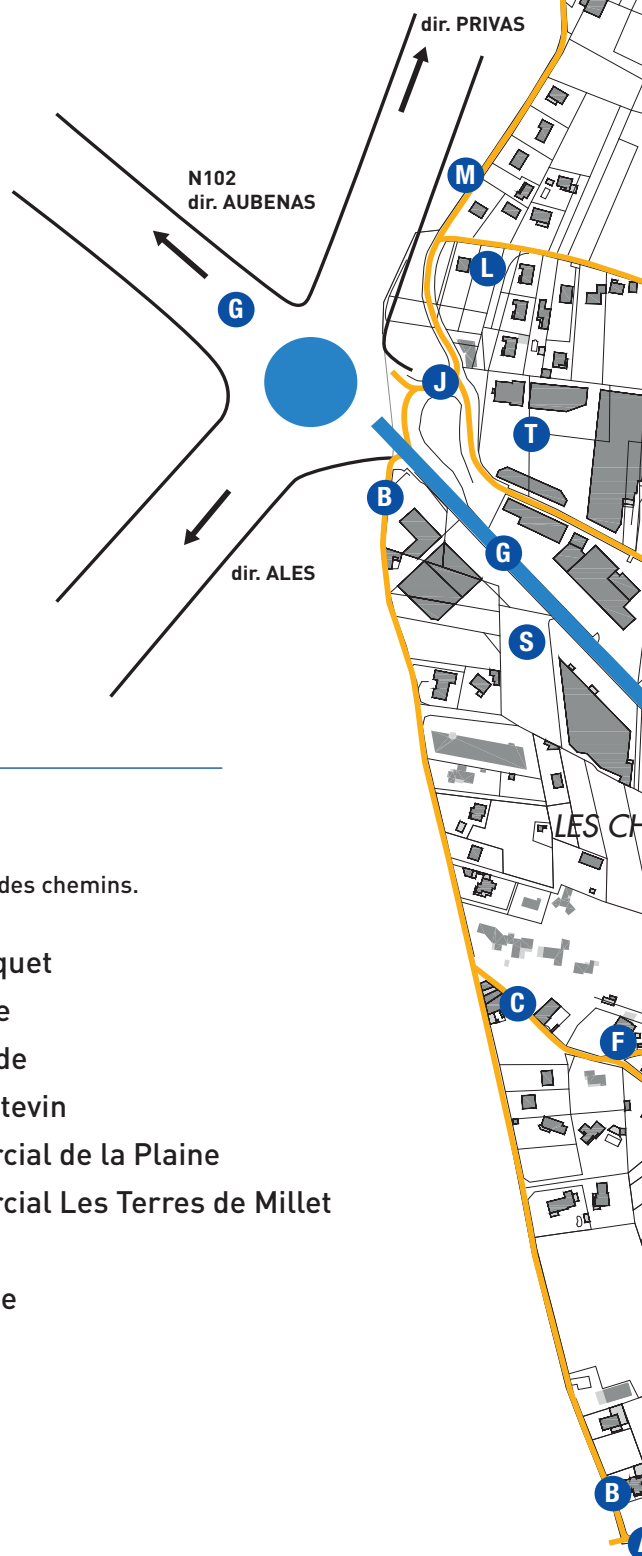 dir. PRIVAS
N102
dir. AUBENAS
M
L
G
J
T
B
G
dir. ALES
S
LES CH
des chemins.
quet
C
e
F
de
tevin
rcial de la Plaine
rcial Les Terres de Millet
e
B